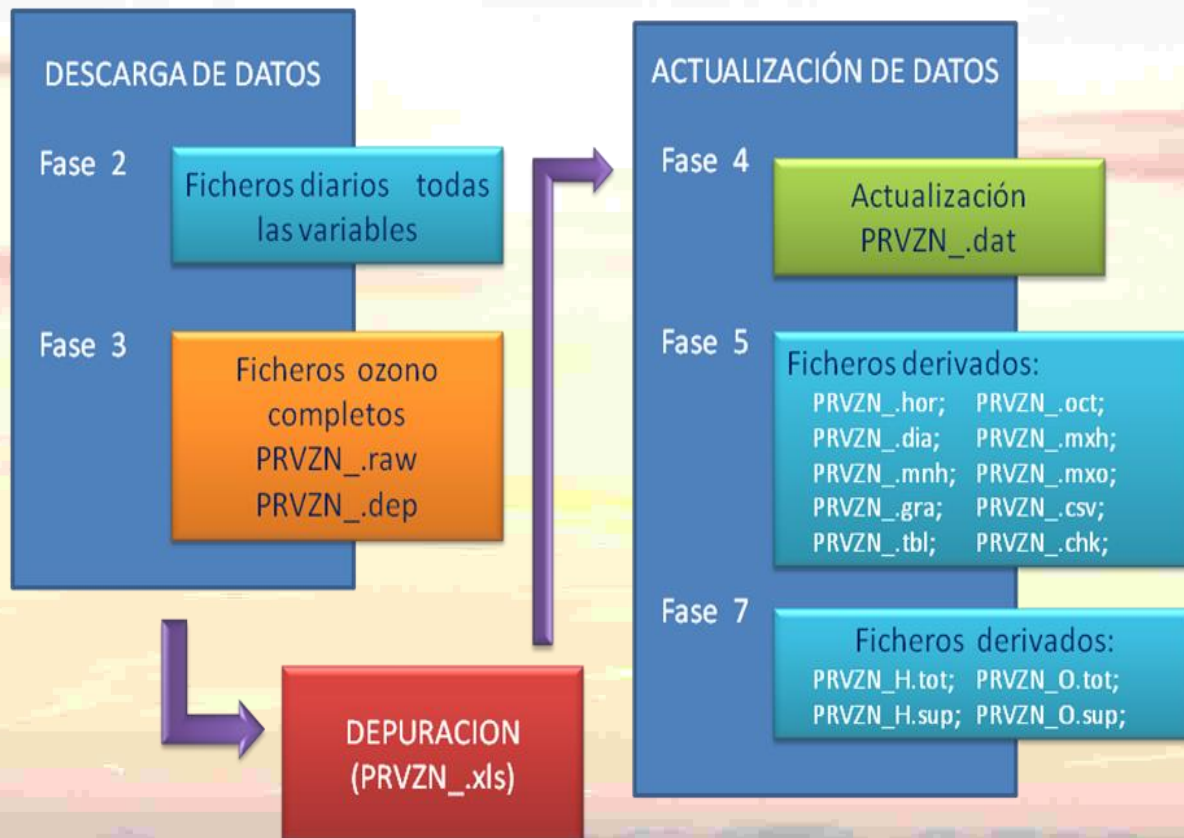 DESCARGA DE DATOS
Fase 2
Ficheros diarios todas
las variables
Fase 3
Ficheros ozono
completos
PRVZN_.raw
PRVZN_.dep
DEPURACION
(PRVZN_.xls)
ACTUALIZACIÓN DE DATOS
Fase 4
Actualización
PRVZN_.dat
Fase 5
Ficheros derivados:
PRVZN_.hor; PRVZN_.oct;
PRVZN_.dia; PRVZN_.mxh;
PRVZN_.mnh; PRVZN_.mxo;
PRVZN_.gra; PRVZN_.csv;
PRVZN_.tbl; PRVZN_.chk;
Fase 7
Ficheros derivados:
PRVZN_H.tot; PRVZN_O.tot;
PRVZN_H.sup; PRVZN_O.sup;